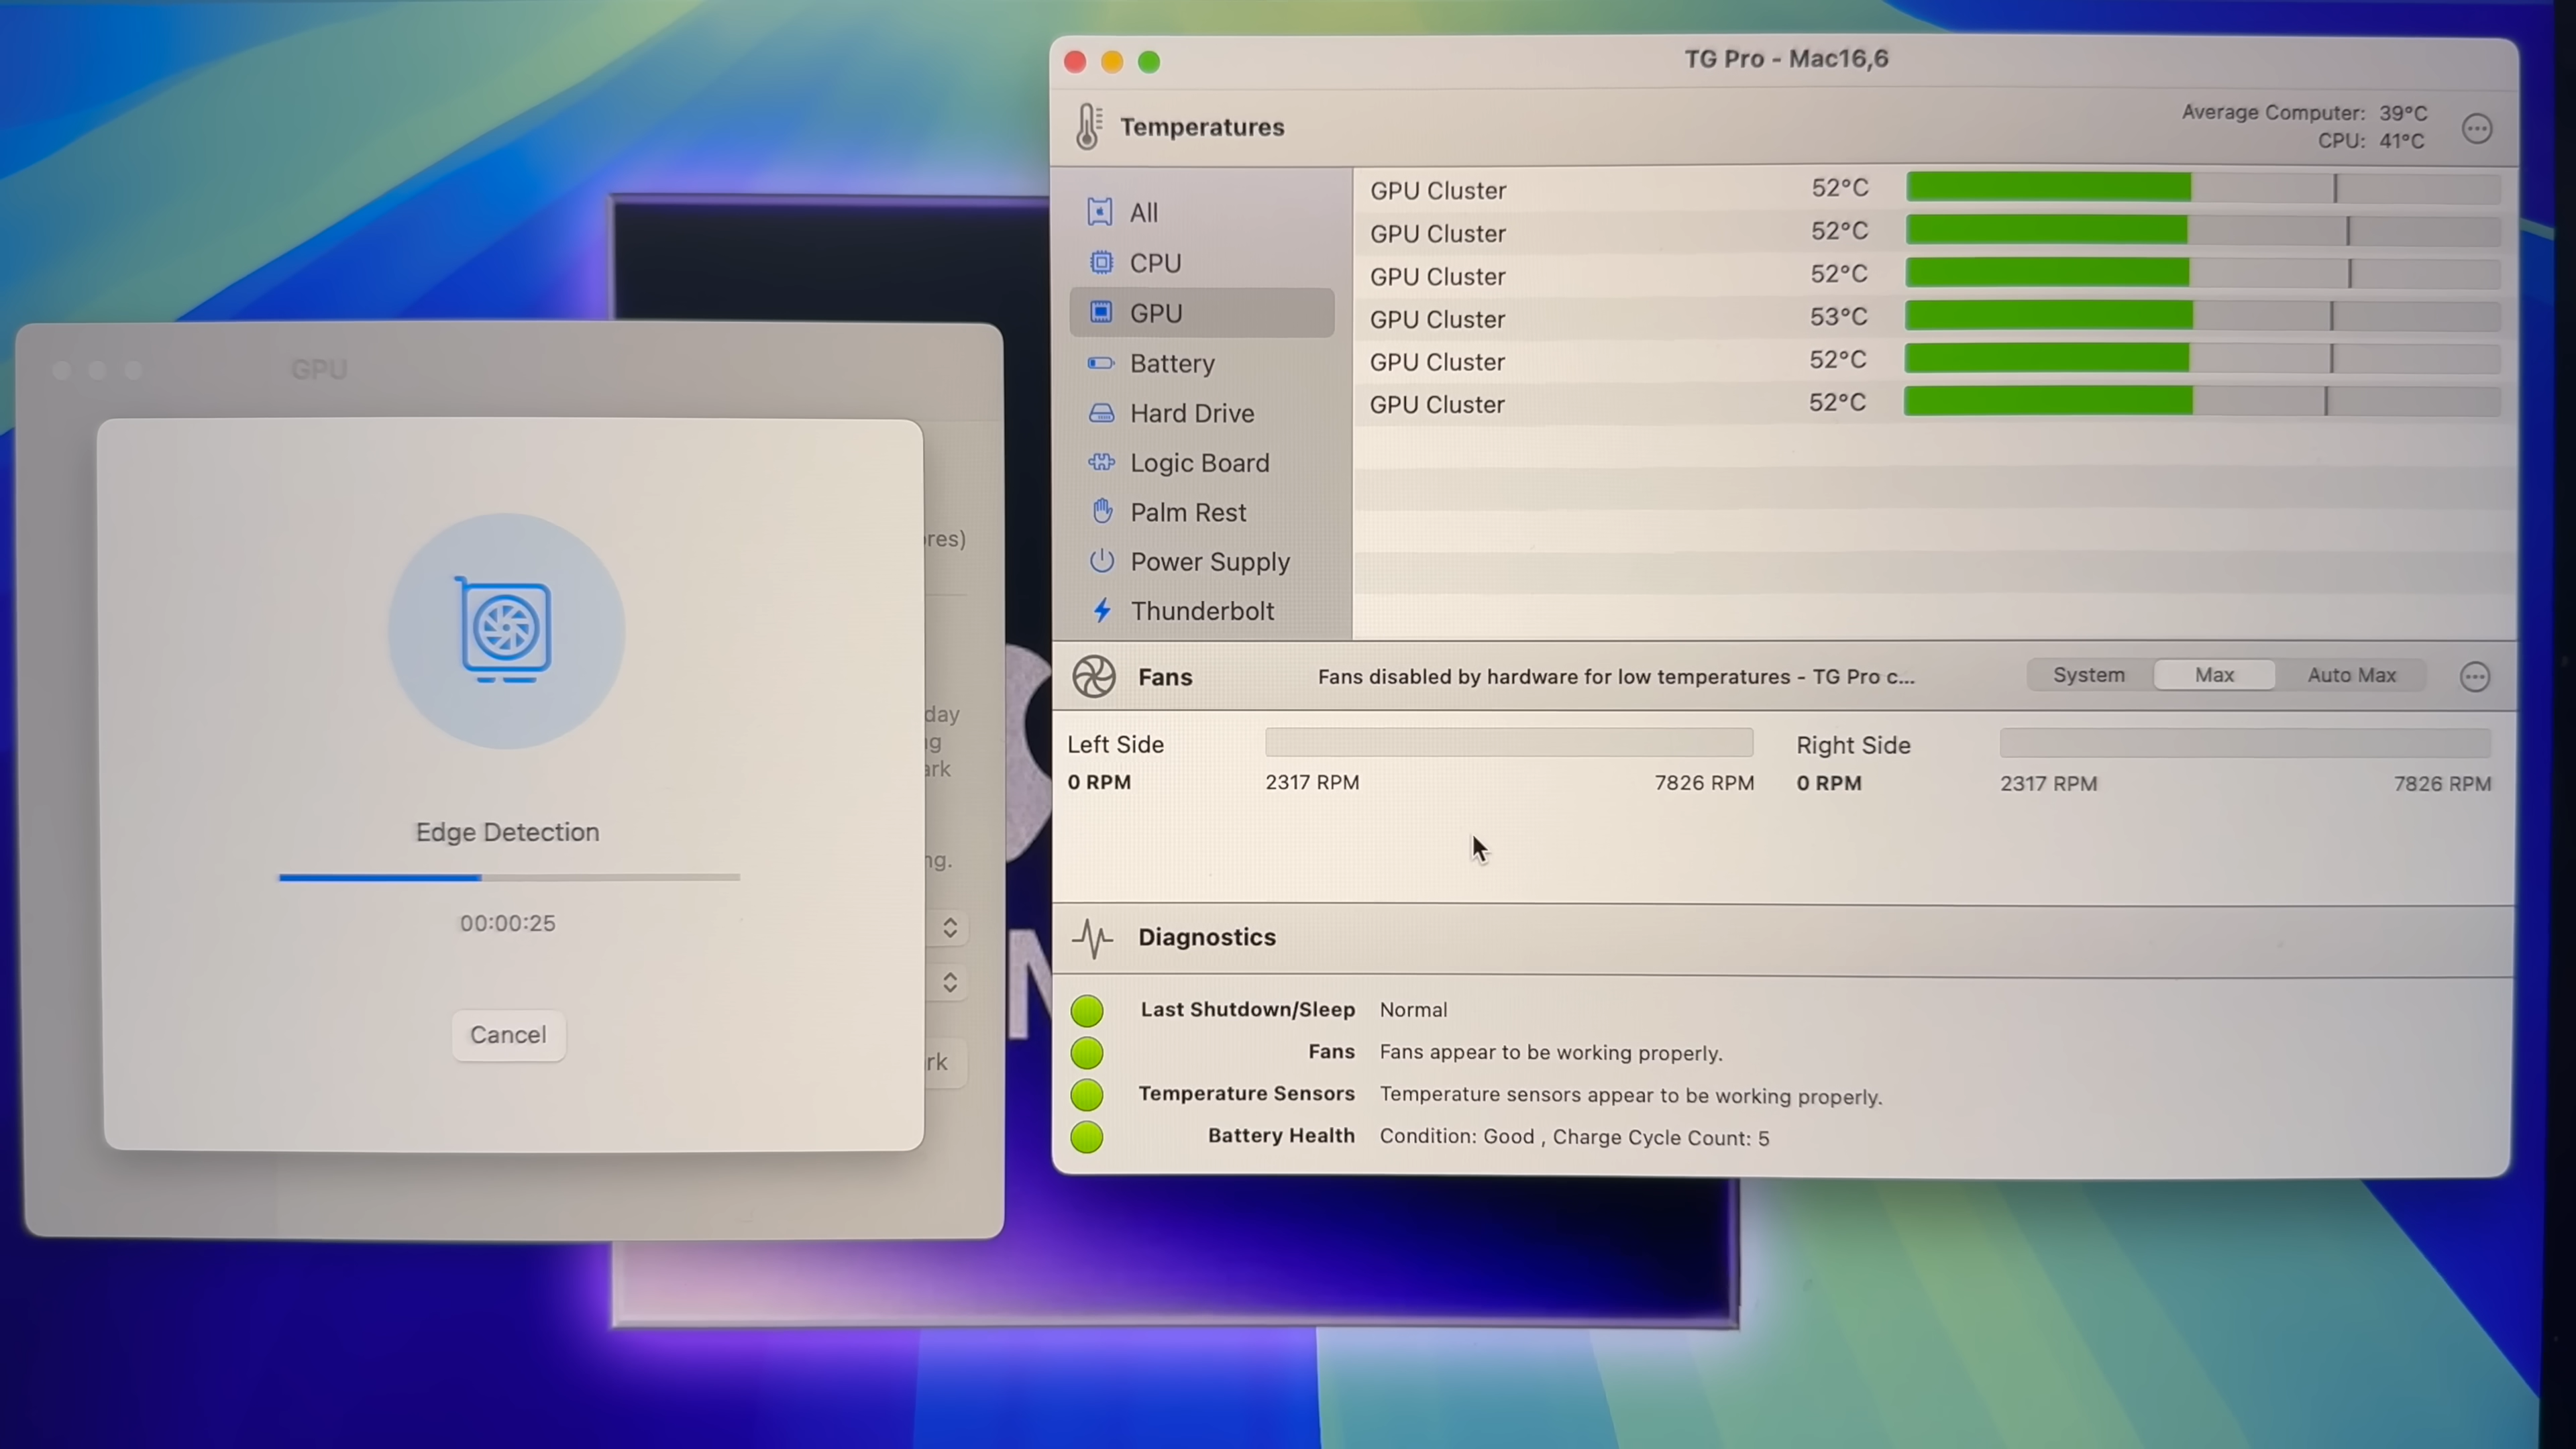 TG Pro - Mac16,6
Temperatures
Average Computer: 39°C
CPU: 41°C
All
CPU
GPU
Battery
Hard Drive
Logic Board
Palm Rest
Power Supply
Thunderbolt
GPU Cluster 52°C
GPU Cluster 52°C
GPU Cluster 52°C
GPU Cluster 53°C
GPU Cluster 52°C
GPU Cluster 52°C
Fans
Fans disabled by hardware for low temperatures - TG Pro c...
System Max Auto Max
Left Side
0 RPM 2317 RPM 7826 RPM
Right Side
0 RPM 2317 RPM 7826 RPM
Diagnostics
Last Shutdown/Sleep Normal
Fans Fans appear to be working properly.
Temperature Sensors Temperature sensors appear to be working properly.
Battery Health Condition: Good , Charge Cycle Count: 5
GPU
Edge Detection
00:00:25
Cancel
res)
day
ark
ng.
rk